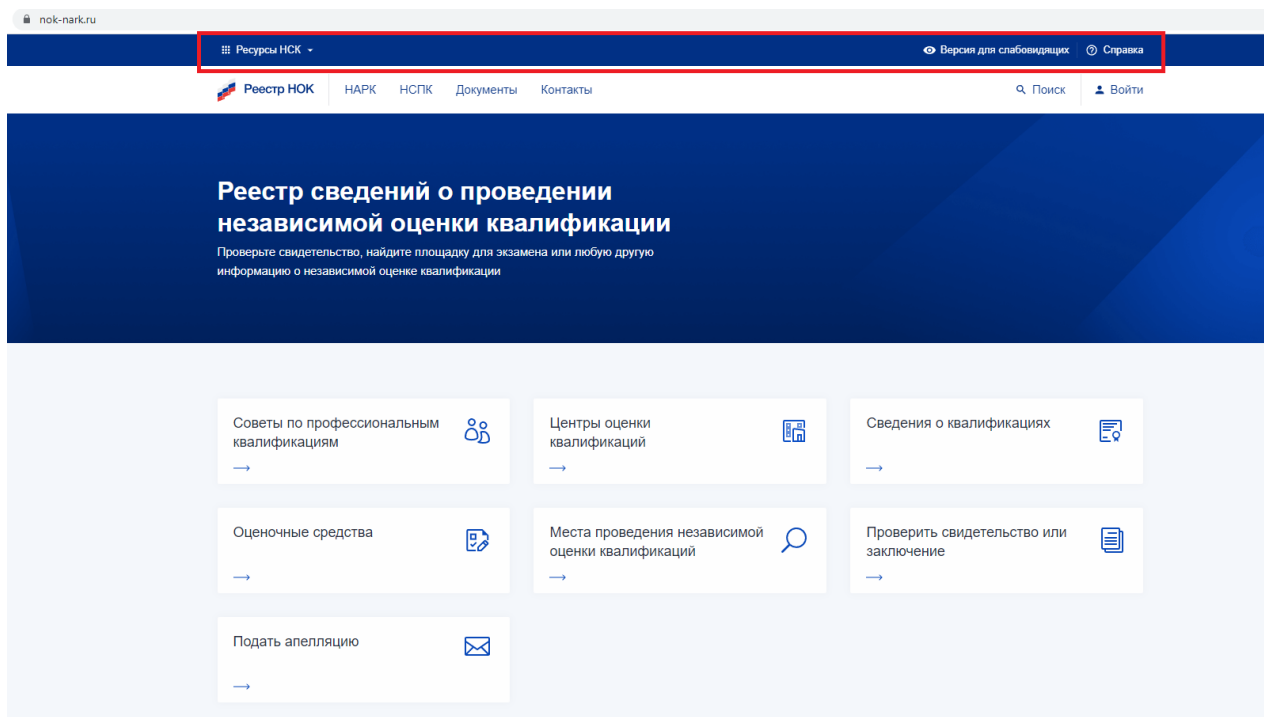 nok-nark.ru
Ресурсы НСК
Версия для слабовидящих
Справка
Реестр НОК
НАРК
НСПК
Документы
Контакты
Поиск
Войти
Реестр сведений о проведении
независимой оценки квалификации
Проверьте свидетельство, найдите площадку для экзамена или любую другую
информацию о независимой оценке квалификации
Советы по профессиональным
квалификациям
Центры оценки
квалификаций
Сведения о квалификациях
Оценочные средства
Места проведения независимой
оценки квалификаций
Проверить свидетельство или
заключение
Подать апелляцию